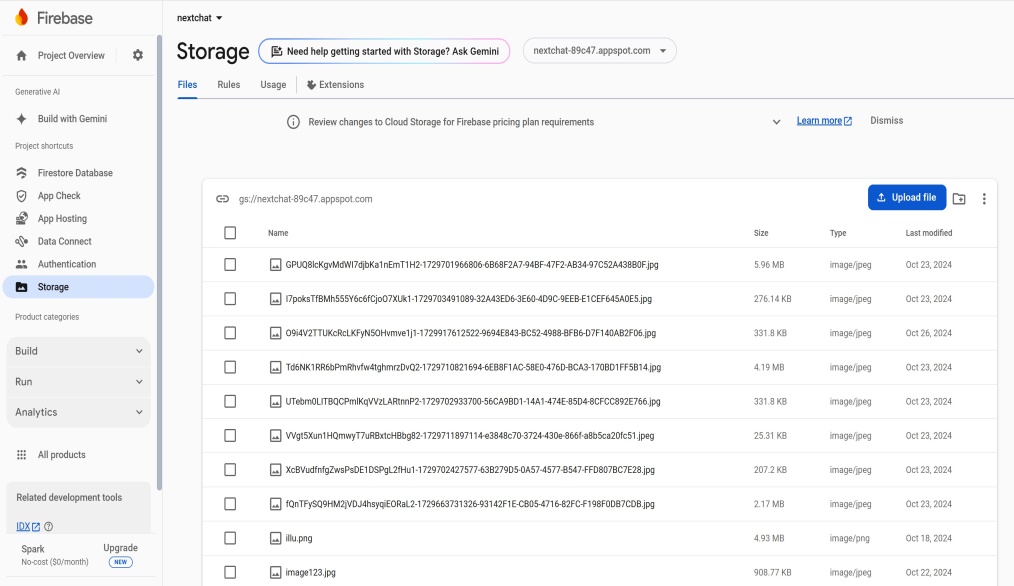 Firebase
Project Overview
Generative AI
Build with Gemini
Project shortcuts
Firestore Database
App Check
App Hosting
Data Connect
Authentication
Storage
Product categories
Build
Run
Analytics
All products
Related development tools
IDX
Spark
No-cost ($0/month)
Upgrade
NEW
nextchat
Storage
Need help getting started with Storage? Ask Gemini
nextchat-89c47.appspot.com
Files Rules Usage Extensions
Review changes to Cloud Storage for Firebase pricing plan requirements
Learn more
Dismiss
gs://nextchat-89c47.appspot.com
Upload file
Name Size Type Last modified
GPUQ8lcKgvMdWI7djbKa1nEmT1H2-1729701966806-6B68F2A7-94BF-47F2-AB34-97C52A438B0F.jpg 5.96 MB image/jpeg Oct 23, 2024
I7poksTfBMh555Y6c6fCjoO7XUk1-1729703491089-32A43ED6-3E60-4D9C-9EEB-E1CEF645A0E5.jpg 276.14 KB image/jpeg Oct 23, 2024
O9i4V2TTUKcRcLKFyN5OHvmve1j1-1729917612522-9694E843-BC52-4988-BFB6-D7F140AB2F06.jpg 331.8 KB image/jpeg Oct 26, 2024
Td6NK1RR6bPmRhvfw4tghmrzDvQ2-1729710821694-6EB8F1AC-58E0-476D-BCA3-170BD1FF5B14.jpg 4.19 MB image/jpeg Oct 23, 2024
UTebm0LlTBQCPmlKqVVzLARtnnP2-1729702933700-56CA9BD1-14A1-474E-85D4-8CFCC892E766.jpg 331.8 KB image/jpeg Oct 23, 2024
VVgt5Xun1HQmwyT7uRBxtcHBbg82-1729711897114-e3848c70-3724-430e-866f-a8b5ca20fc51.jpeg 25.31 KB image/jpeg Oct 23, 2024
XcBVudfnfgZwsPsDE1DSPgL2fHu1-1729702427577-63B279D5-0A57-4577-B547-FFD807BC7E28.jpg 207.2 KB image/jpeg Oct 23, 2024
fQnTFySQ9HM2jVDJ4hsyqiEORaL2-1729663731326-93142F1E-CB05-4716-82FC-F198F0DB7CDB.jpg 2.17 MB image/jpeg Oct 23, 2024
illu.png 4.93 MB image/png Oct 18, 2024
image123.jpg 908.77 KB image/jpeg Oct 22, 2024